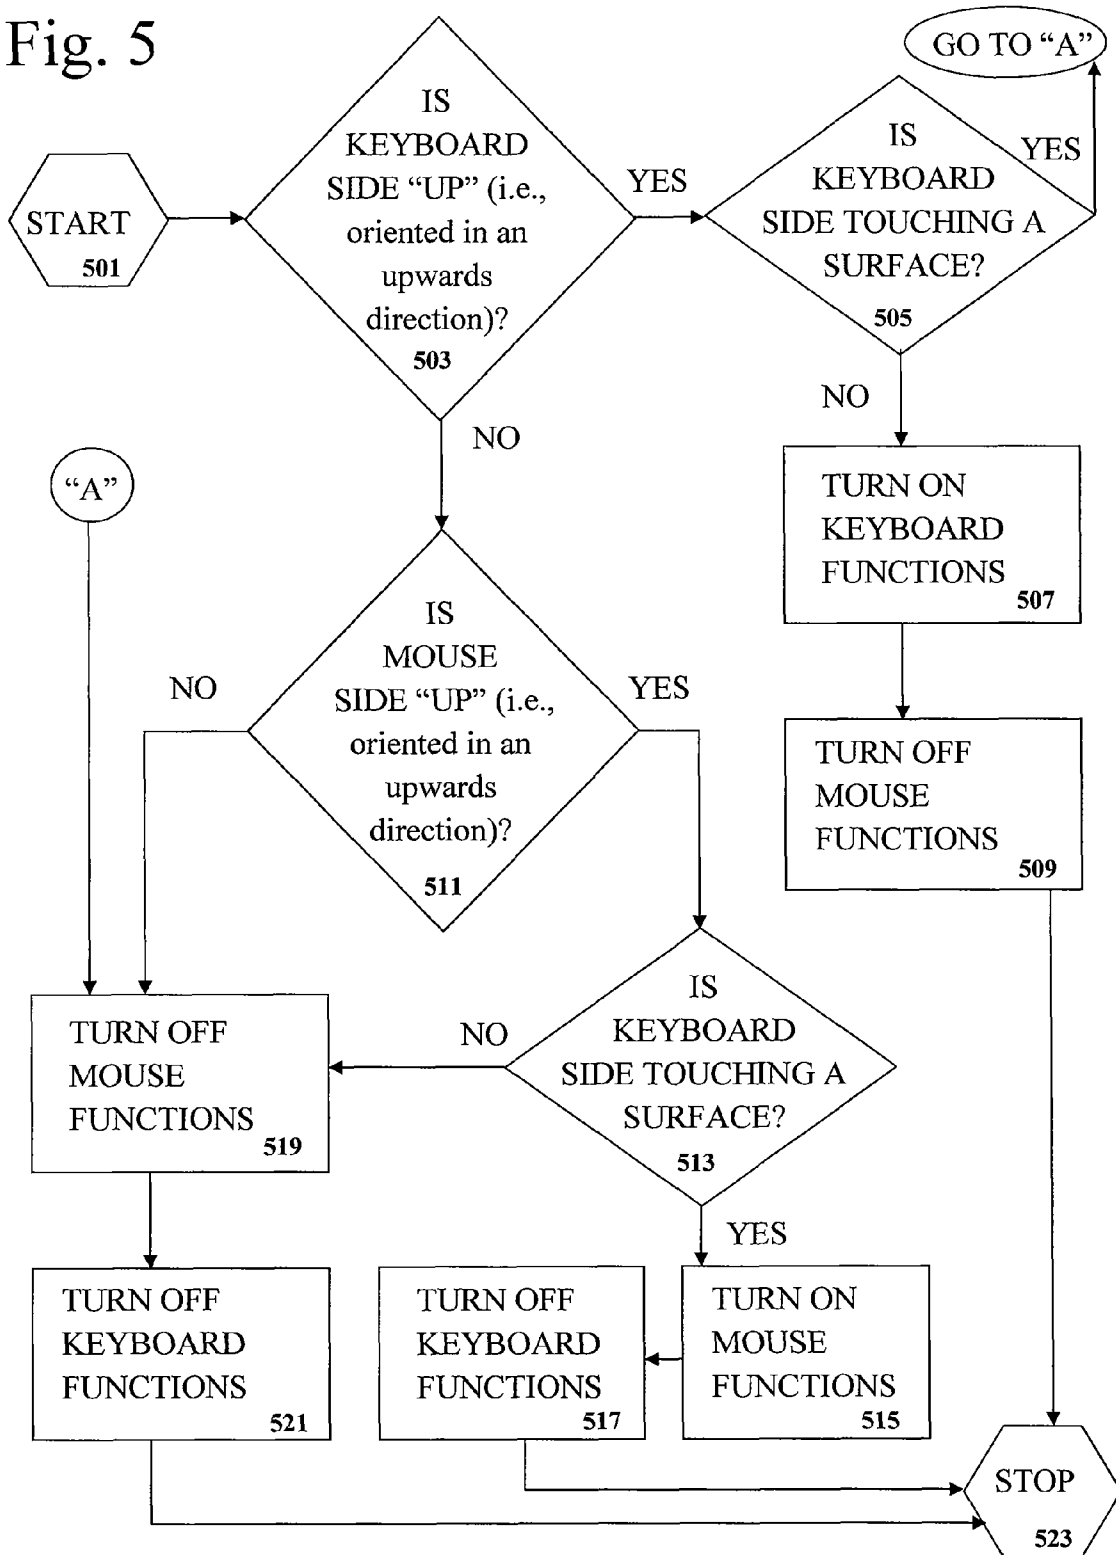 Fig. 5
GO TO “A”
START
501
IS
KEYBOARD
SIDE “UP” (i.e.,
oriented in an
upwards
direction)?
503
YES
IS
KEYBOARD
SIDE TOUCHING A
SURFACE?
505
YES
NO
NO
“A”
TURN ON
KEYBOARD
FUNCTIONS
507
IS
MOUSE
SIDE “UP” (i.e.,
oriented in an
upwards
direction)?
511
NO
YES
TURN OFF
MOUSE
FUNCTIONS
509
TURN OFF
MOUSE
FUNCTIONS
519
NO
IS
KEYBOARD
SIDE TOUCHING A
SURFACE?
513
YES
TURN OFF
KEYBOARD
FUNCTIONS
521
TURN OFF
KEYBOARD
FUNCTIONS
517
TURN ON
MOUSE
FUNCTIONS
515
STOP
523